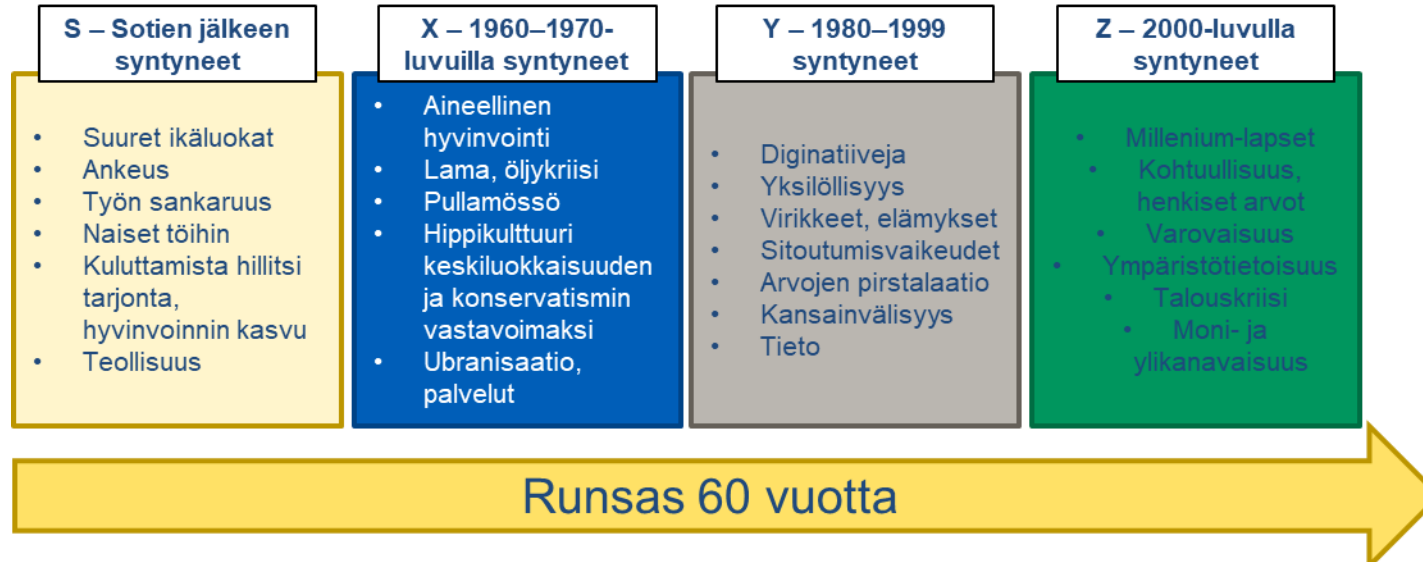 S – Sotien jälkeen
syntyneet
• Suuret ikäluokat
• Ankeus
• Työn sankaruus
• Naiset töihin
• Kuluttamista hillitsi
tarjonta,
hyvinvoinnin kasvu
• Teollisuus
X – 1960–1970-
luvuilla syntyneet
• Aineellinen
hyvinvointi
• Lama, öljykriisi
• Pullamössö
• Hippikulttuuri
keskiluokkaisuuden
ja konservatismin
vastavoimaksi
• Ubranisaatio,
palvelut
Y – 1980–1999
syntyneet
• Diginatiiveja
• Yksilöllisyys
• Virikkeet, elämykset
• Sitoutumisvaikeudet
• Arvojen pirstalaatio
• Kansainvälisyys
• Tieto
Z – 2000-luvulla
syntyneet
• Millenium-lapset
• Kohtuullisuus,
henkiset arvot
• Varovaisuus
• Ympäristötietoisuus
• Talouskriisi
• Moni- ja
ylikanavaisuus
Runsas 60 vuotta